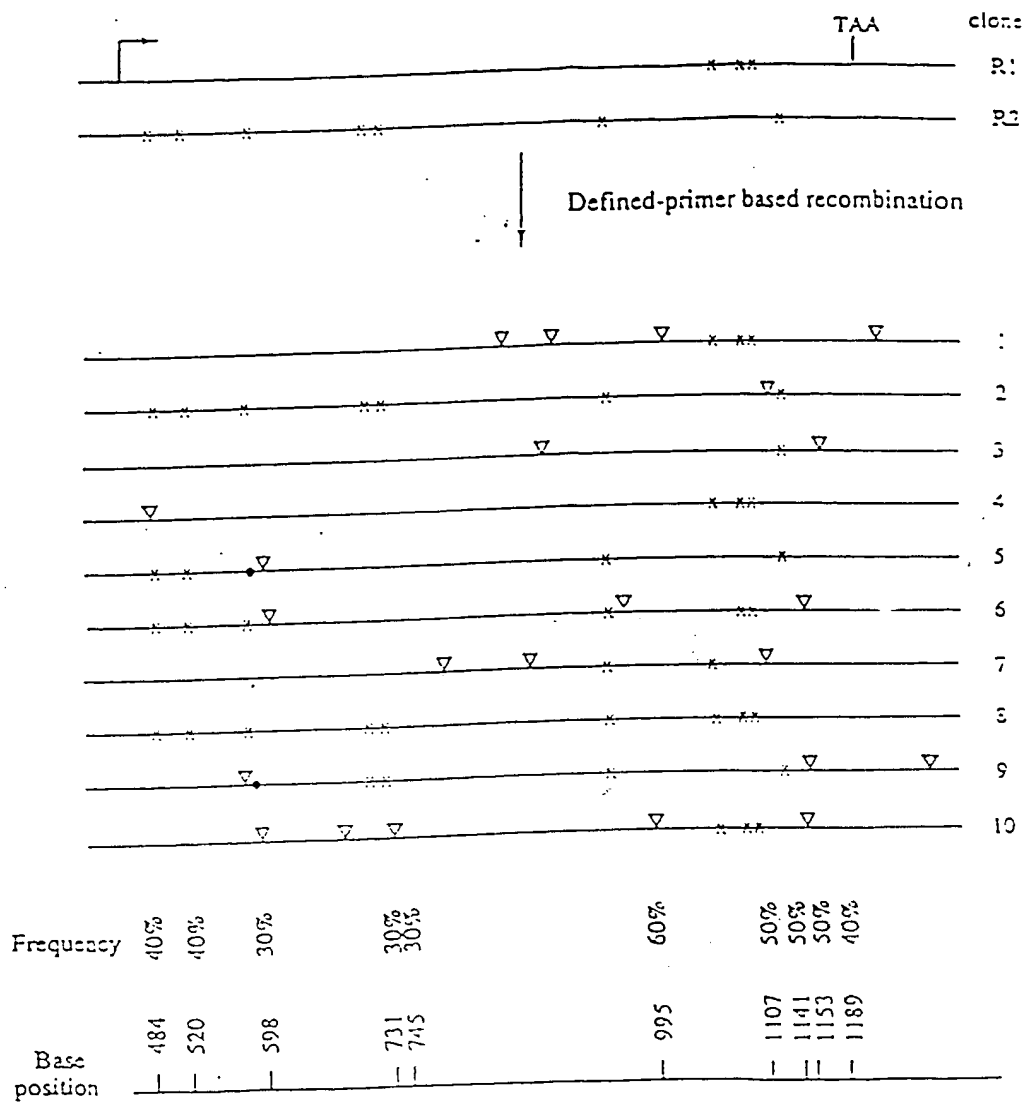 TAA
clone
R1
R2
Defined-primer based recombination
1
2
3
4
5
6
7
8
9
10
Frequency 40% 40% 30% 30% 30% 60% 50% 50% 50% 40%
484 520 598 731 745 995 1107 1141 1153 1189
Base
position